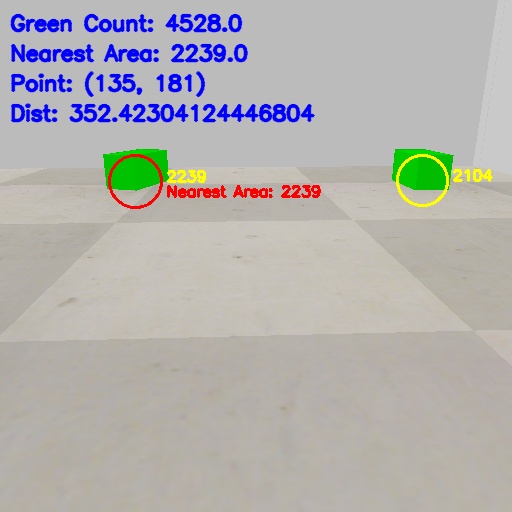 Green Count: 4528.0
Nearest Area: 2239.0
Point: (135, 181)
Dist: 352.42304124446804
2239
Nearest Area: 2239
2104